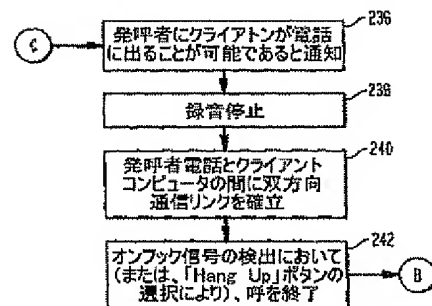 C
236
発呼者にクライアトンが電話
に出ることが可能であると通知
238
録音停止
240
発呼者電話とクライアント
コンピュータの間に双方向
通信リンクを確立
242
オンフック信号の検出において
(または、「Hang Up」ボタンの
選択により)、呼を終了
B